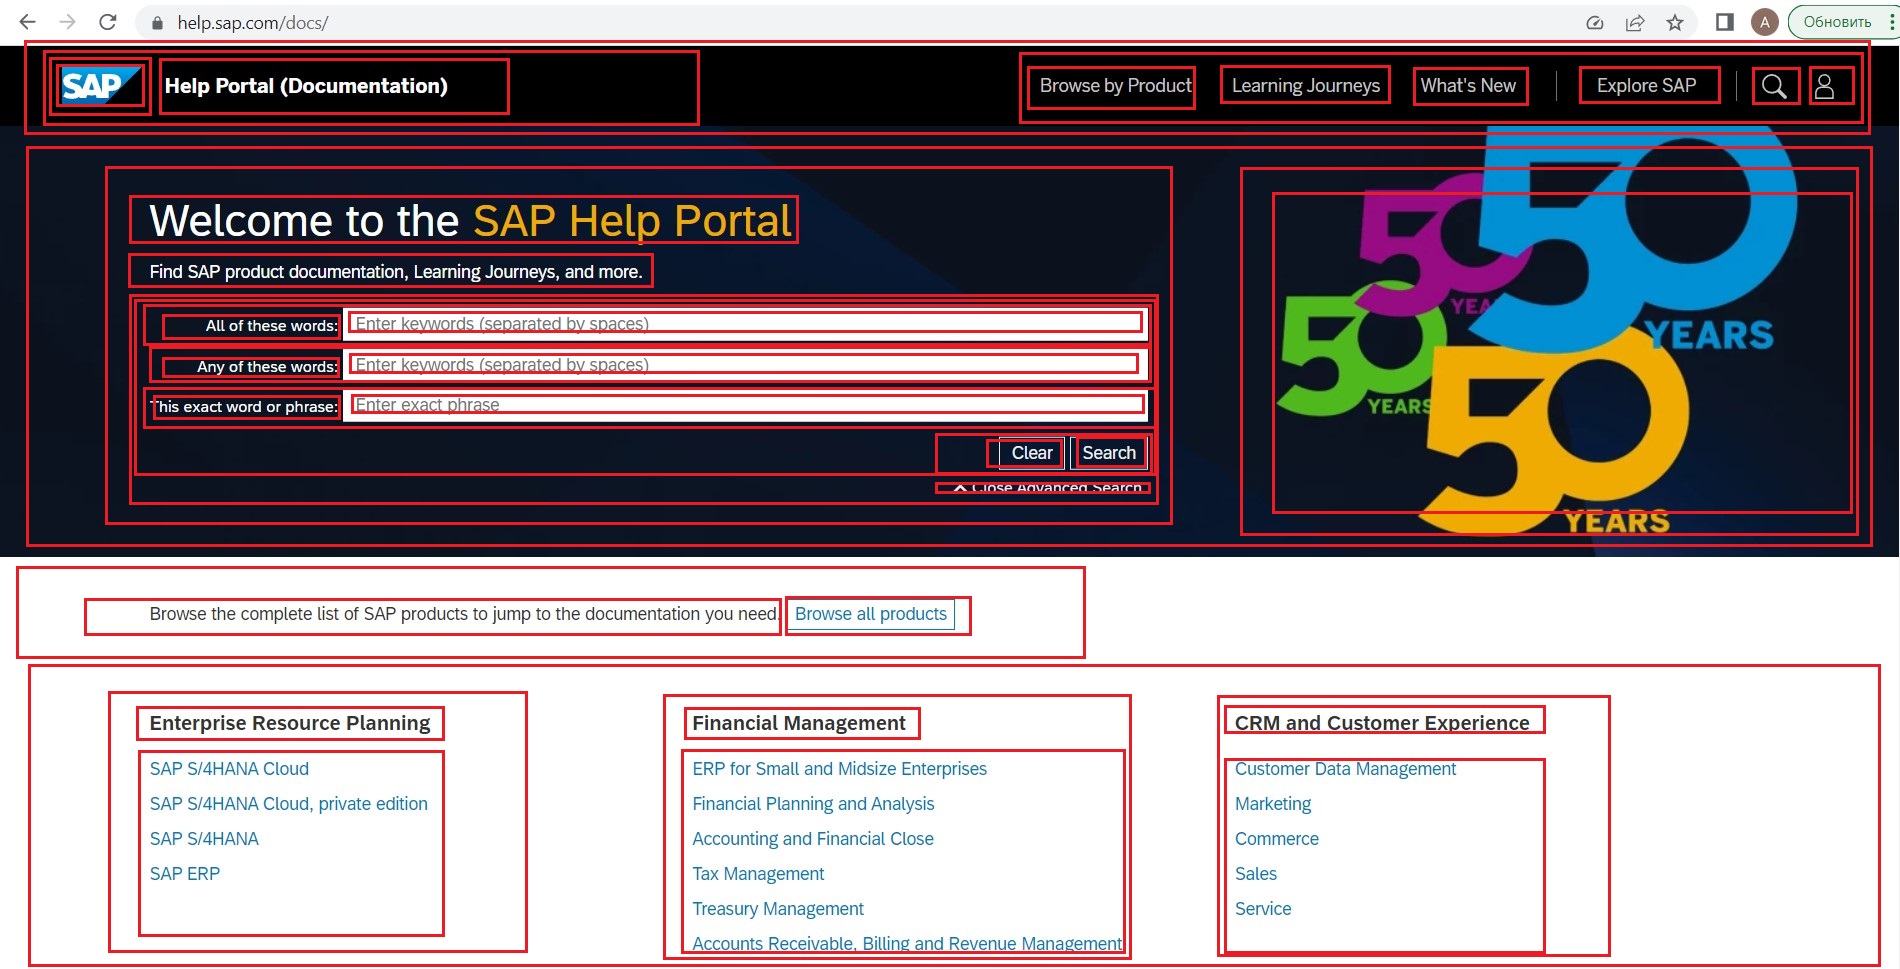 help.sap.com/docs/
A
Обновить
SAP
Help Portal (Documentation)
Browse by Product
Learning Journeys
What's New
Explore SAP
Welcome to the SAP Help Portal
Find SAP product documentation, Learning Journeys, and more.
All of these words:
Enter keywords (separated by spaces)
Any of these words:
Enter keywords (separated by spaces)
This exact word or phrase:
Enter exact phrase
Clear
Search
Close Advanced Search
50
YEARS
50
50
YEARS
50
YEARS
Browse the complete list of SAP products to jump to the documentation you need.
Browse all products
Enterprise Resource Planning
SAP S/4HANA Cloud
SAP S/4HANA Cloud, private edition
SAP S/4HANA
SAP ERP
Financial Management
ERP for Small and Midsize Enterprises
Financial Planning and Analysis
Accounting and Financial Close
Tax Management
Treasury Management
Accounts Receivable, Billing and Revenue Management
CRM and Customer Experience
Customer Data Management
Marketing
Commerce
Sales
Service